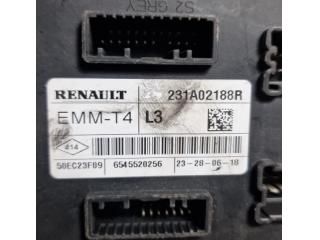 S2 GREY
RENAULT 231A02188R
EMM-T4 L3
414
50EC23F09 6545520256 23-28-06-18